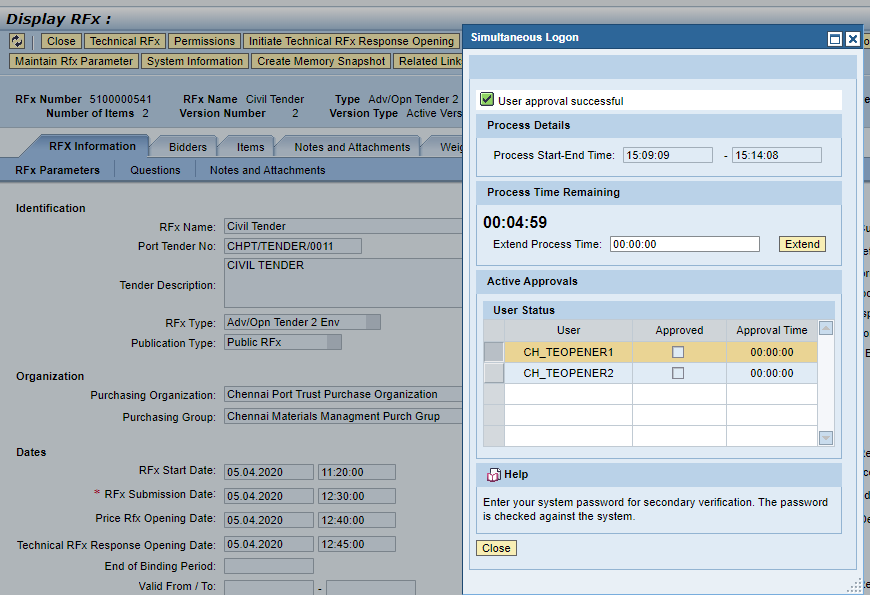 Display RFx :
Close Technical RFx Permissions Initiate Technical RFx Response Opening
Maintain Rfx Parameter System Information Create Memory Snapshot Related Link
RFx Number 5100000541 RFx Name Civil Tender Type Adv/Opn Tender 2
Number of Items 2 Version Number 2 Version Type Active Vers
RFX Information Bidders Items Notes and Attachments Weig
RFx Parameters Questions Notes and Attachments
Identification
RFx Name: Civil Tender
Port Tender No: CHPT/TENDER/0011
Tender Description: CIVIL TENDER
RFx Type: Adv/Opn Tender 2 Env
Publication Type: Public RFx
Organization
Purchasing Organization: Chennai Port Trust Purchase Organization
Purchasing Group: Chennai Materials Managment Purch Grup
Dates
RFx Start Date: 05.04.2020 11:20:00
* RFx Submission Date: 05.04.2020 12:30:00
Price Rfx Opening Date: 05.04.2020 12:40:00
Technical RFx Response Opening Date: 05.04.2020 12:45:00
End of Binding Period:
Valid From / To: -
Simultaneous Logon
User approval successful
Process Details
Process Start-End Time: 15:09:09 - 15:14:08
Process Time Remaining
00:04:59
Extend Process Time: 00:00:00 Extend
Active Approvals
User Status
User Approved Approval Time
CH_TEOPENER1 00:00:00
CH_TEOPENER2 00:00:00
Help
Enter your system password for secondary verification. The password
is checked against the system.
Close